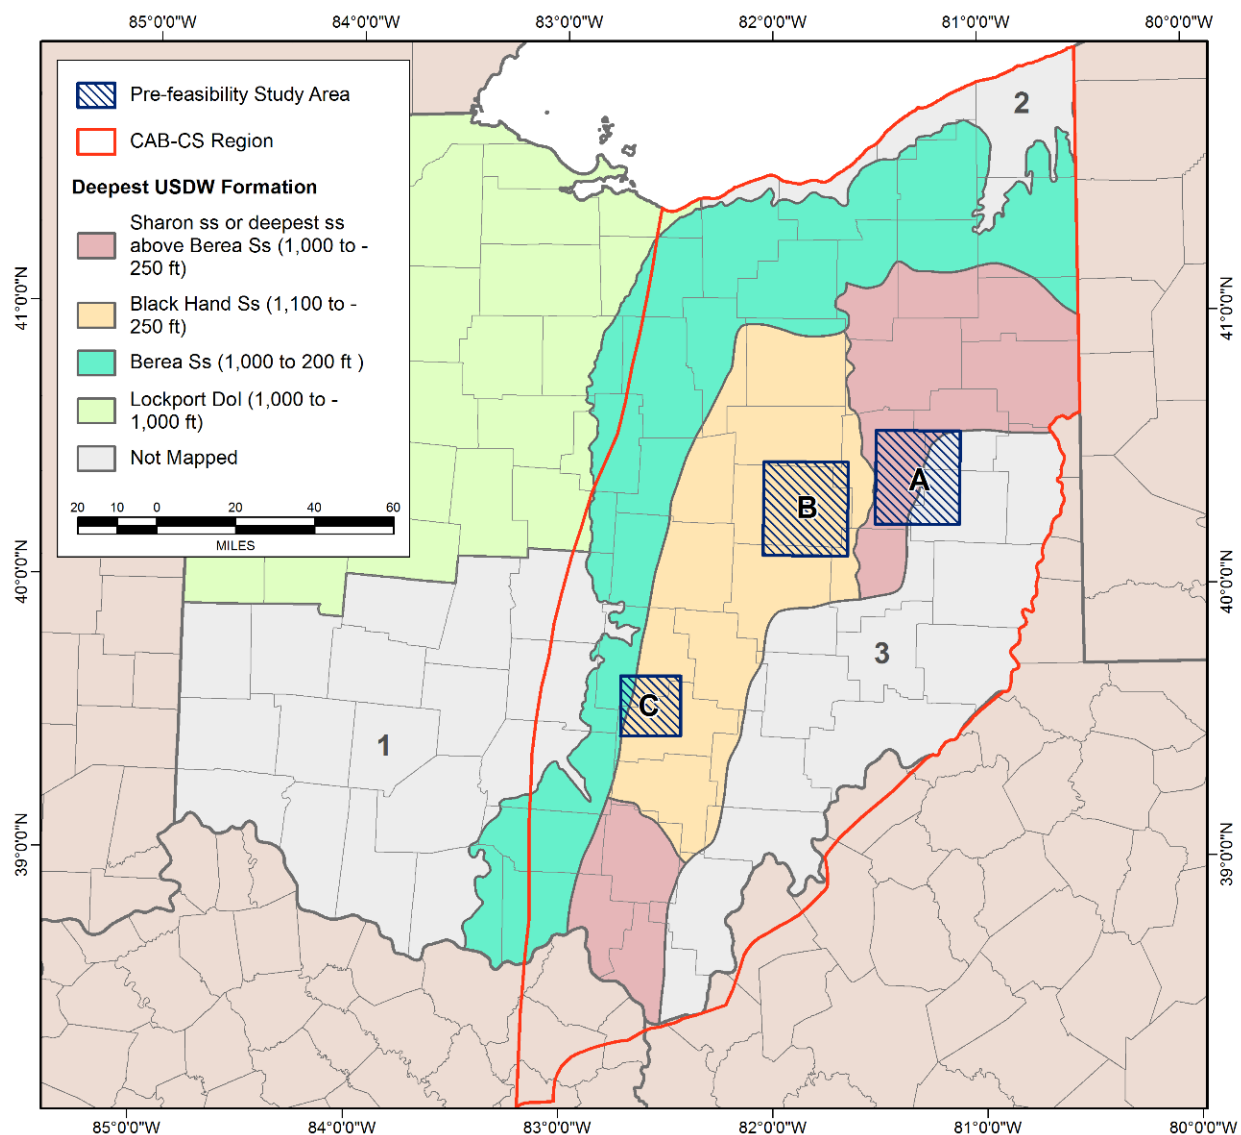 85°0'0"W 84°0'0"W 83°0'0"W 82°0'0"W 81°0'0"W 80°0'0"W
Pre-feasibility Study Area
CAB-CS Region
Deepest USDW Formation
Sharon ss or deepest ss
above Berea Ss (1,000 to -
250 ft)
Black Hand Ss (1,100 to -
250 ft)
Berea Ss (1,000 to 200 ft )
Lockport Dol (1,000 to -
1,000 ft)
Not Mapped
20 10 0 20 40 60
MILES
2
41°0'0"N
41°0'0"N
A
B
40°0'0"N
40°0'0"N
3
C
1
39°0'0"N
39°0'0"N
85°0'0"W 84°0'0"W 83°0'0"W 82°0'0"W 81°0'0"W 80°0'0"W